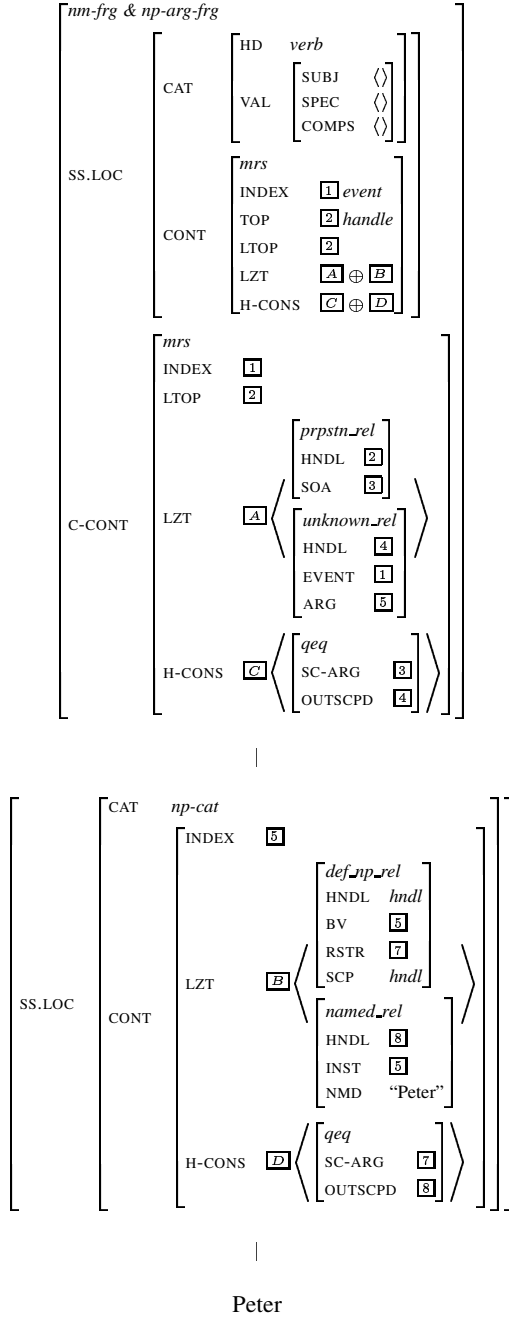 nm-frg & np-arg-frg
HD verb
SUBJ ⟨⟩
CAT
VAL SPEC ⟨⟩
COMPS ⟨⟩
mrs
SS.LOC
INDEX 1 event
TOP 2 handle
CONT
LTOP 2
LZT A ⊕ B
H-CONS C ⊕ D
mrs
INDEX 1
LTOP 2
prpstn_rel
HNDL 2
SOA 3
C-CONT LZT A
unknown_rel
HNDL 4
EVENT 1
ARG 5
qeq
H-CONS C SC-ARG 3
OUTSCPD 4
CAT np-cat
INDEX 5
def_np_rel
HNDL hndl
BV 5
RSTR 7
LZT B SCP hndl
SS.LOC CONT
named_rel
HNDL 8
INST 5
NMD “Peter”
qeq
H-CONS D SC-ARG 7
OUTSCPD 8
Peter